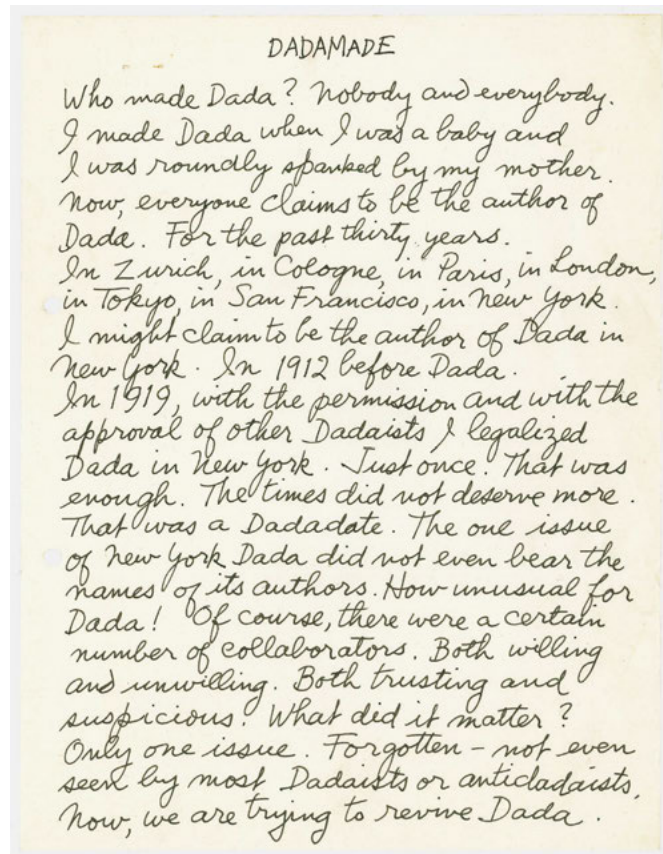 DADAMADE
Who made Dada? Nobody and everybody.
I made Dada when I was a baby and
I was roundly spanked by my mother.
Now, everyone claims to be the author of
Dada. For the past thirty years.
In Zurich, in Cologne, in Paris, in London,
in Tokyo, in San Francisco, in New York.
I might claim to be the author of Dada in
New York. In 1912 before Dada.
In 1919, with the permission and with the
approval of other Dadaists I legalized
Dada in New York. Just once. That was
enough. The times did not deserve more.
That was a Dadadate. The one issue
of New York Dada did not even bear the
names of its authors. How unusual for
Dada! Of course, there were a certain
number of collaborators. Both willing
and unwilling. Both trusting and
suspicious. What did it matter?
Only one issue. Forgotten – not even
seen by most Dadaists or antidadaists.
Now, we are trying to revive Dada.